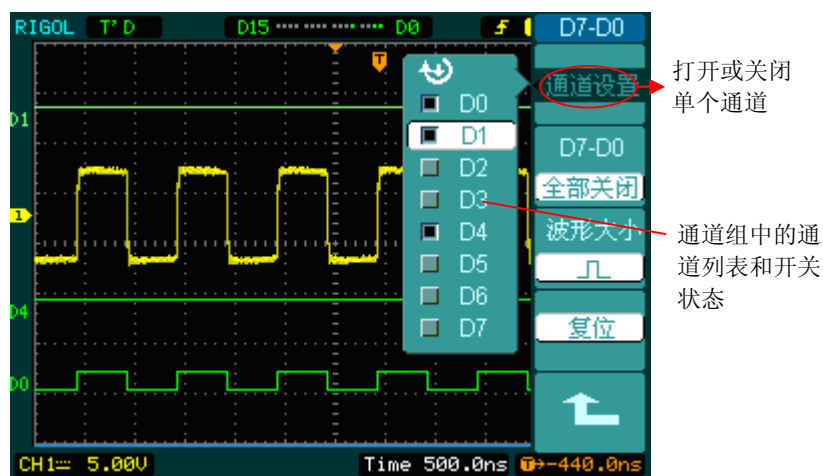 RIGOL T'D D15 D0 D7-D0
通道设置
打开或关闭
单个通道
D0
D1
D1
D2
D7-D0
D3
全部关闭
1
D4
波形大小
通道组中的通
道列表和开关
状态
D5
D6
D4
D7
复位
D0
CH1 5.00V Time 500.0ns T→-440.0ns